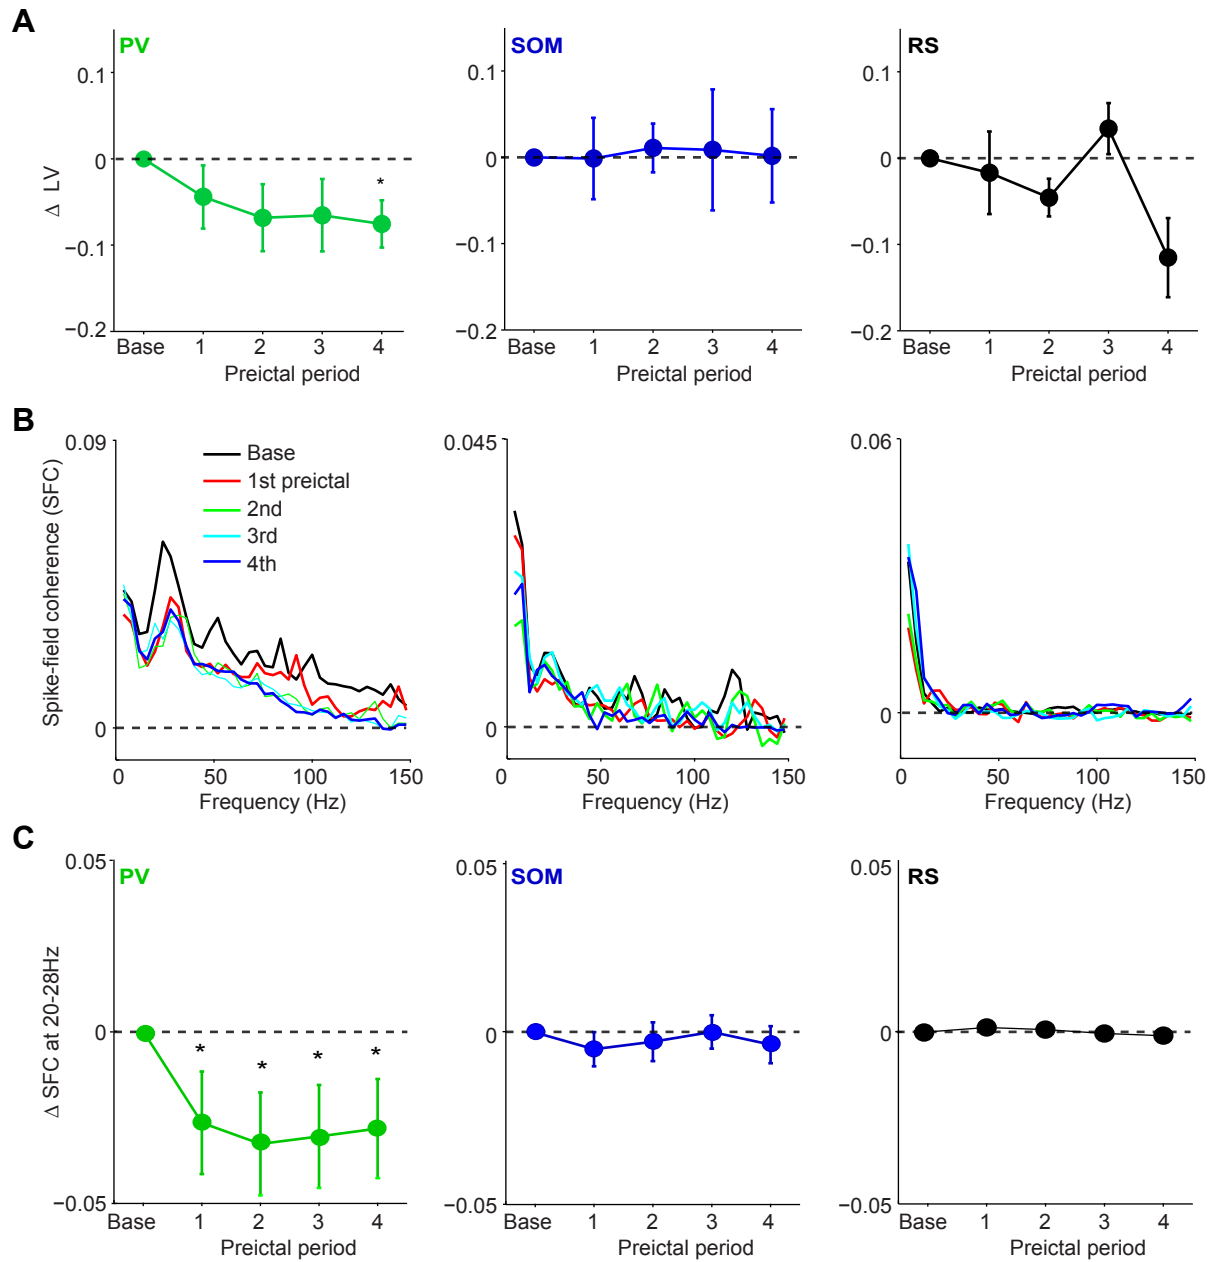 A
PV
SOM
RS
0.1
0
−0.1
−0.2
Δ LV
*
Base 1 2 3 4
Preictal period
0.1
0
−0.1
−0.2
Base 1 2 3 4
Preictal period
0.1
0
−0.1
−0.2
Base 1 2 3 4
Preictal period
B
0.09
0
Spike-field coherence (SFC)
Base
1st preictal
2nd
3rd
4th
0 50 100 150
Frequency (Hz)
0.045
0
0 50 100 150
Frequency (Hz)
0.06
0
0 50 100 150
Frequency (Hz)
C
PV
SOM
RS
0.05
0
−0.05
Δ SFC at 20-28Hz
* * * *
Base 1 2 3 4
Preictal period
0.05
0
−0.05
Base 1 2 3 4
Preictal period
0.05
0
−0.05
Base 1 2 3 4
Preictal period